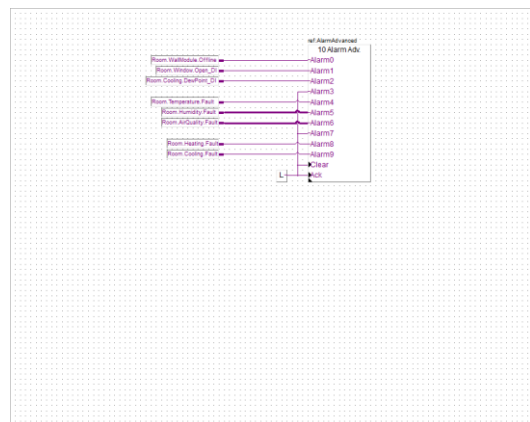 ref:AlarmAdvanced
10 Alarm Adv.
Room.WallModule.Offline
Alarm0
Room.Window.Open_DI
Alarm1
Room.Cooling.DewPoint_DI
Alarm2
Alarm3
Room.Temperature.Fault
Alarm4
Room.Humidity.Fault
Alarm5
Room.AirQuality.Fault
Alarm6
Alarm7
Room.Heating.Fault
Alarm8
Room.Cooling.Fault
Alarm9
Clear
L
Ack